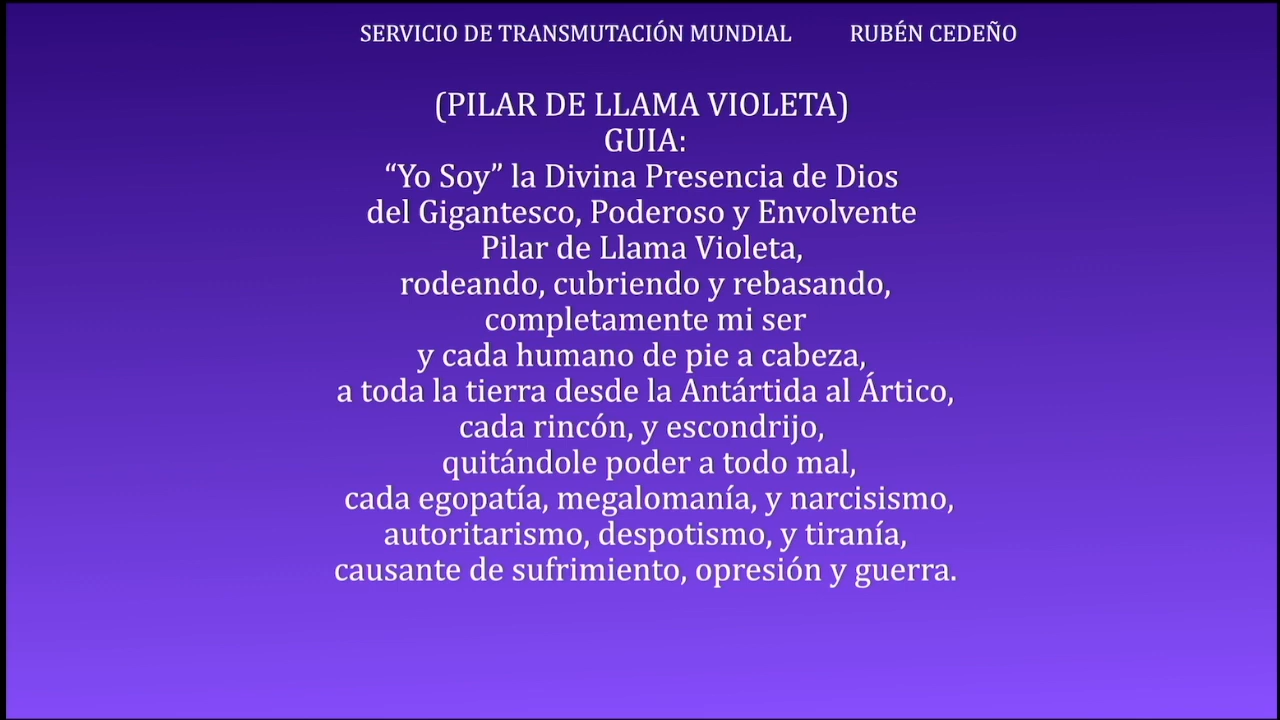 SERVICIO DE TRANSMUTACIÓN MUNDIAL RUBÉN CEDEÑO
(PILAR DE LLAMA VIOLETA)
GUIA:
“Yo Soy” la Divina Presencia de Dios
del Gigantesco, Poderoso y Envolvente
Pilar de Llama Violeta,
rodeando, cubriendo y rebasando,
completamente mi ser
y cada humano de pie a cabeza,
a toda la tierra desde la Antártida al Ártico,
cada rincón, y escondrijo,
quitándole poder a todo mal,
cada egopatía, megalomanía, y narcisismo,
autoritarismo, despotismo, y tiranía,
causante de sufrimiento, opresión y guerra.